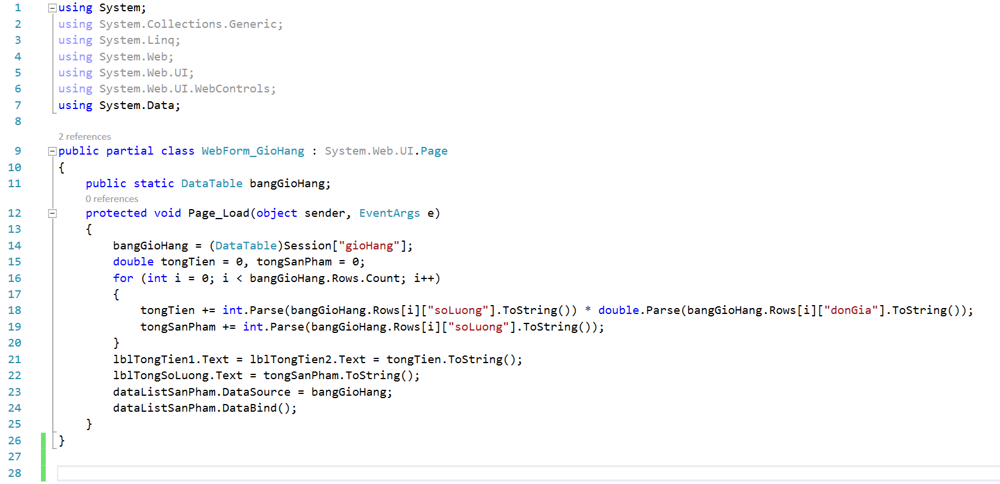 1 using System;
2 using System.Collections.Generic;
3 using System.Linq;
4 using System.Web;
5 using System.Web.UI;
6 using System.Web.UI.WebControls;
7 using System.Data;
8
2 references
9 public partial class WebForm_GioHang : System.Web.UI.Page
10 {
11     public static DataTable bangGioHang;
0 references
12     protected void Page_Load(object sender, EventArgs e)
13     {
14         bangGioHang = (DataTable)Session["gioHang"];
15         double tongTien = 0, tongSanPham = 0;
16         for (int i = 0; i < bangGioHang.Rows.Count; i++)
17         {
18             tongTien += int.Parse(bangGioHang.Rows[i]["soLuong"].ToString()) * double.Parse(bangGioHang.Rows[i]["donGia"].ToString());
19             tongSanPham += int.Parse(bangGioHang.Rows[i]["soLuong"].ToString());
20         }
21         lblTongTien1.Text = lblTongTien2.Text = tongTien.ToString();
22         lblTongSoLuong.Text = tongSanPham.ToString();
23         dataListSanPham.DataSource = bangGioHang;
24         dataListSanPham.DataBind();
25     }
26 }
27
28